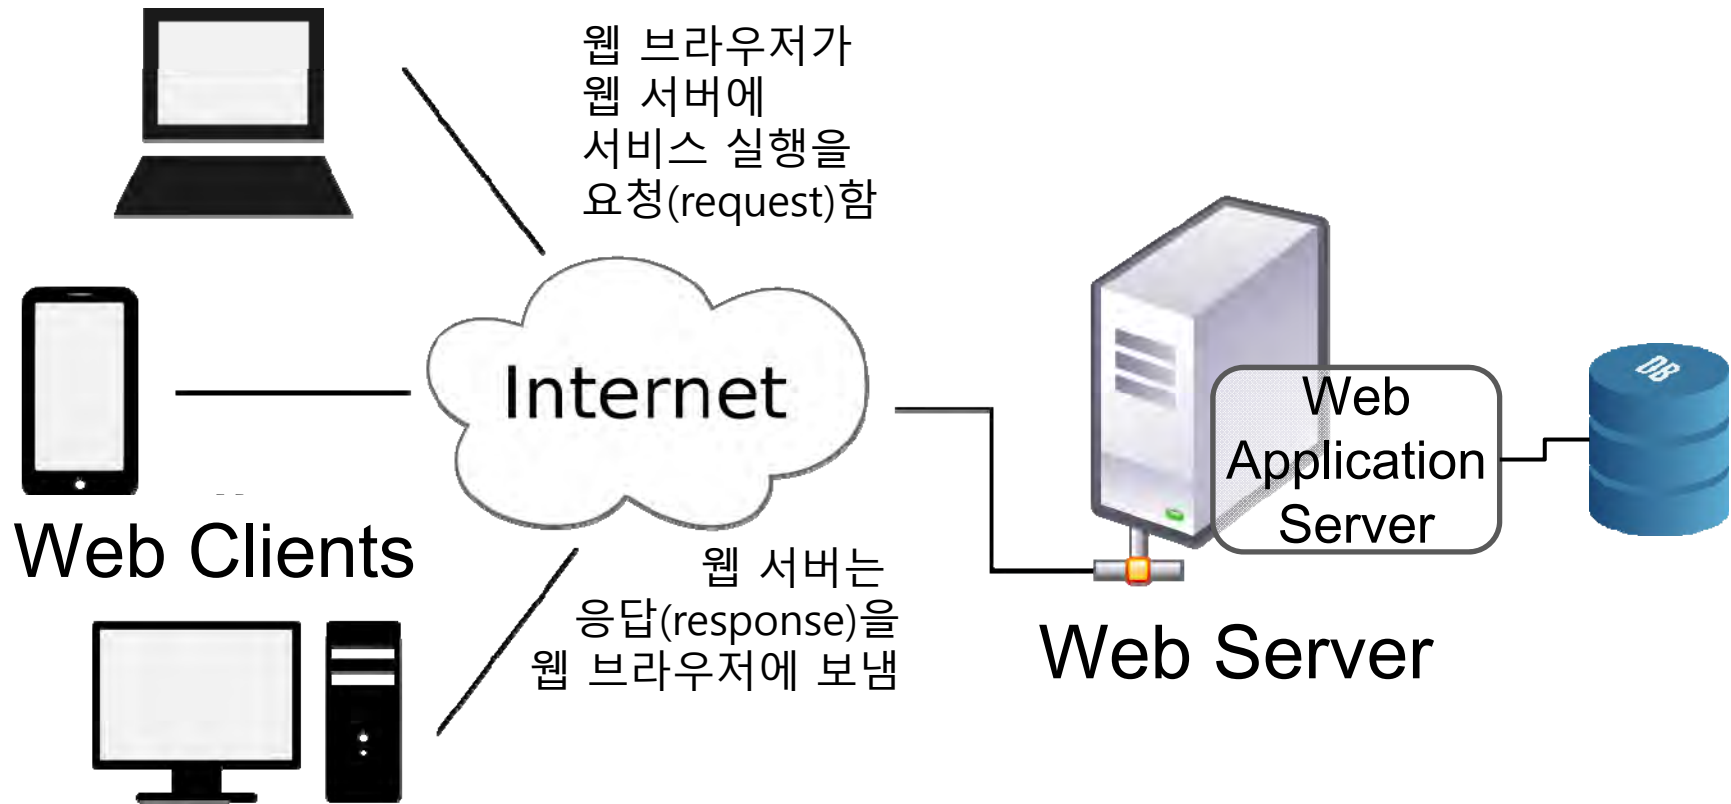 웹 브라우저가
웹 서버에
서비스 실행을
요청(request)함
Internet
Web Clients
웹 서버는
응답(response)을
웹 브라우저에 보냄
Web
Application
Server
DB
Web Server